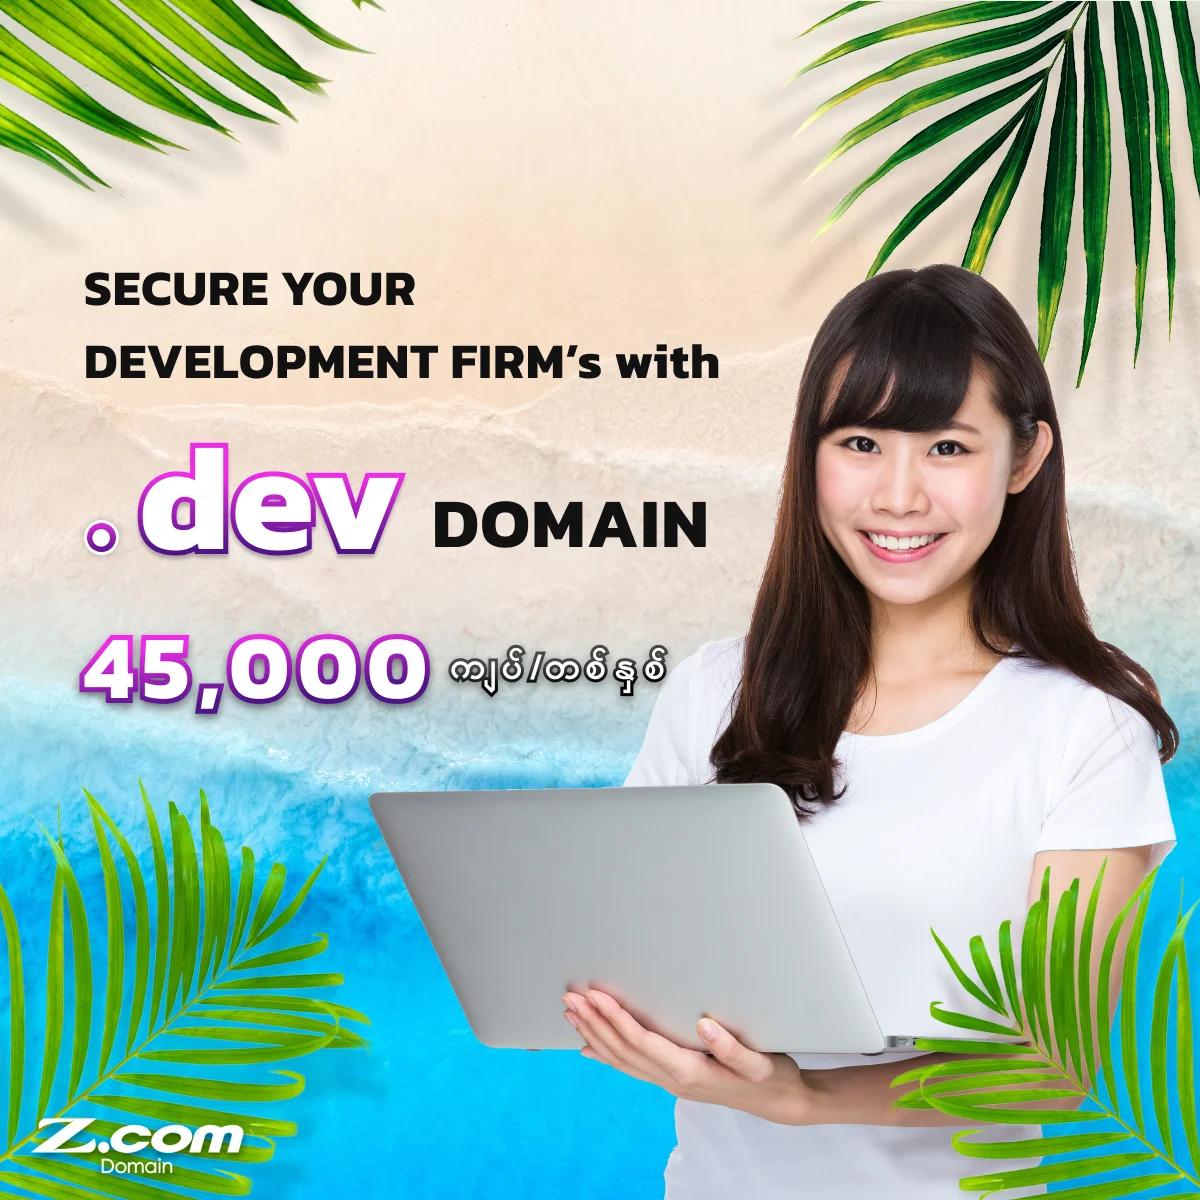 SECURE YOUR
DEVELOPMENT FIRM’s with
.dev DOMAIN
45,000 ကျပ်/တစ်နှစ်
Z.com
Domain